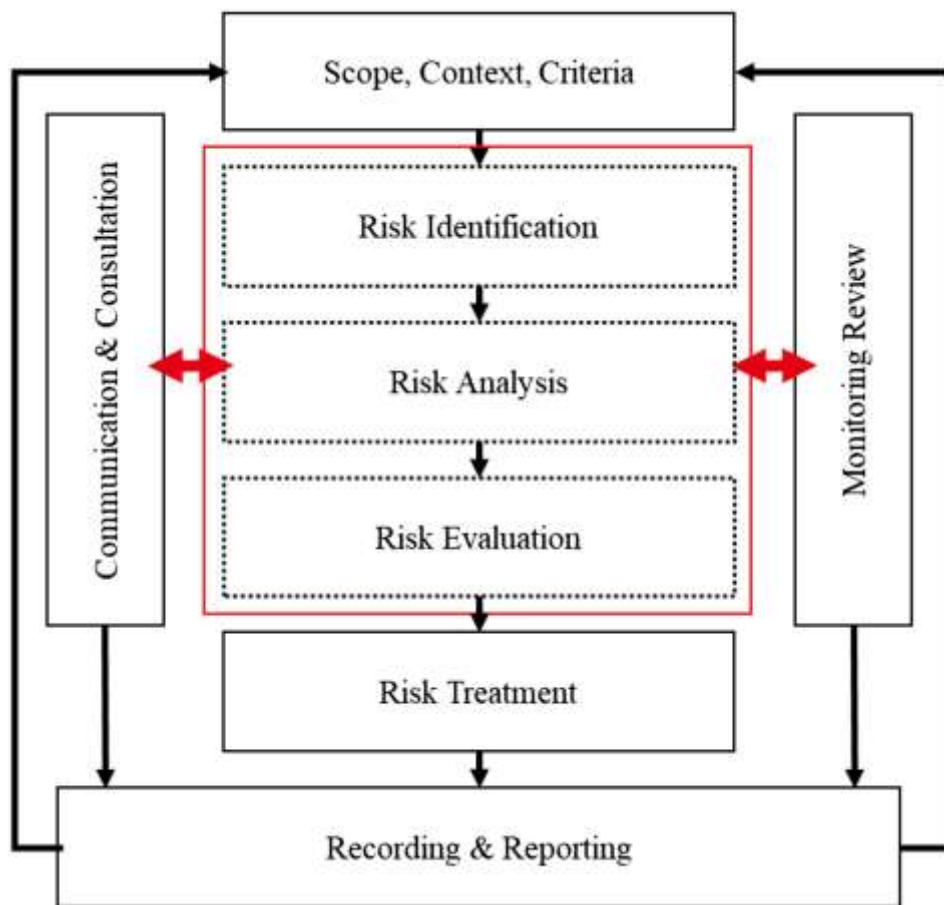 Scope, Context, Criteria
Communication & Consultation
Risk Identification
Risk Analysis
Risk Evaluation
Monitoring Review
Risk Treatment
Recording & Reporting